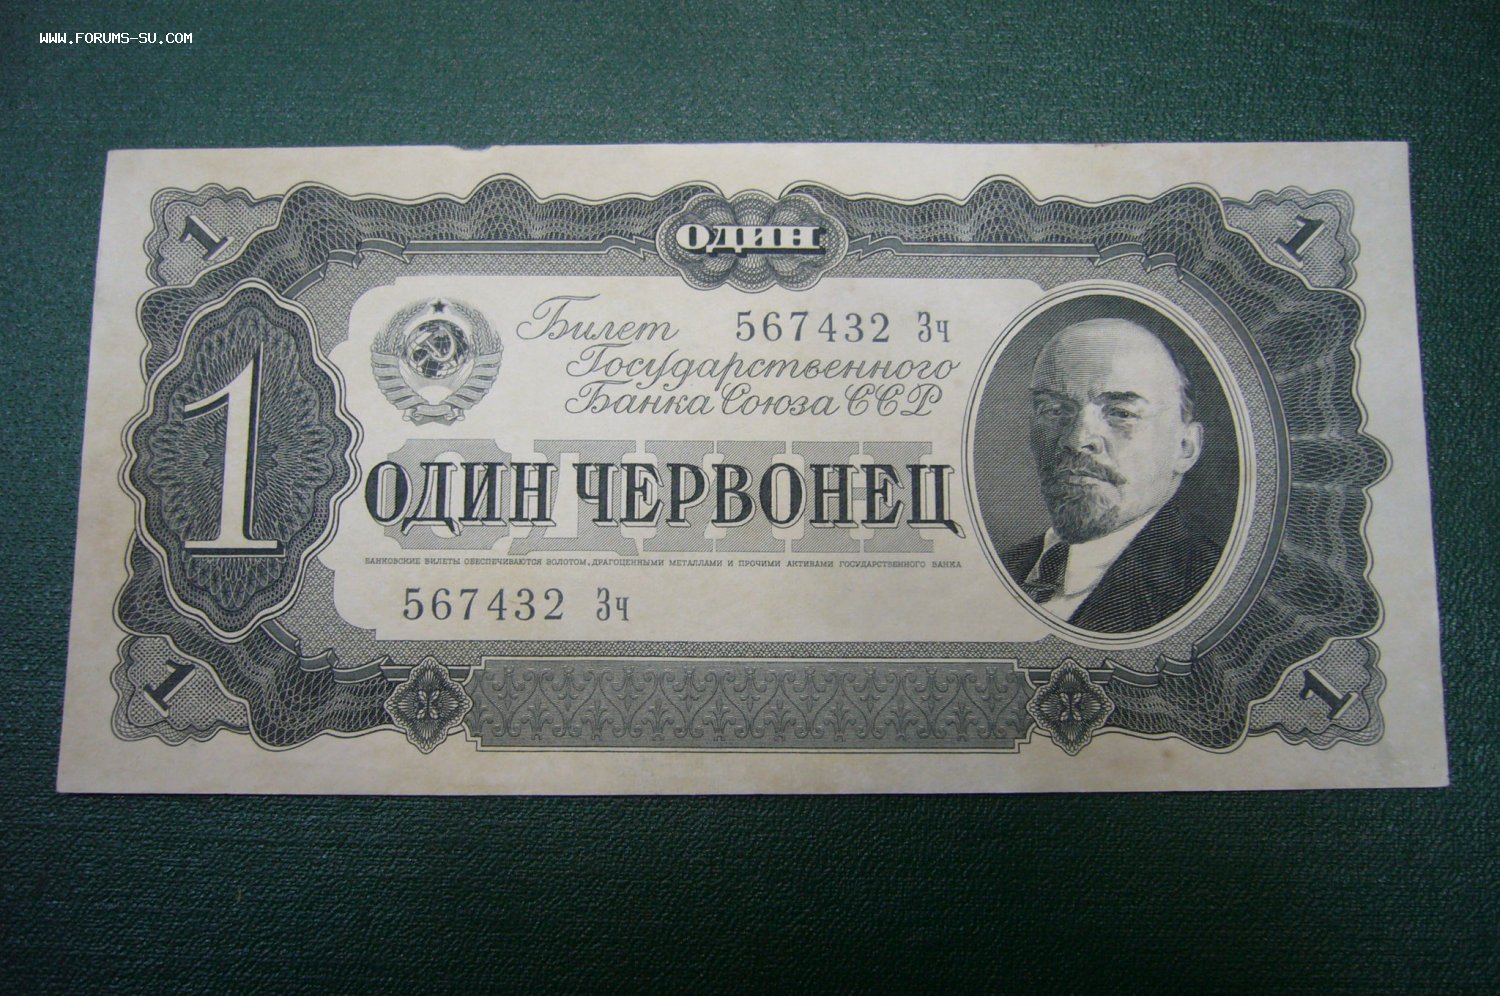 WWW.FORUMS-SU.COM
1
1
ОДИН
Билет 567432 Зч
Государственного
Банка Союза ССР
1
ОДИН
ОДИН ЧЕРВОНЕЦ
БАНКОВСКИЕ БИЛЕТЫ ОБЕСПЕЧИВАЮТСЯ ЗОЛОТОМ, ДРАГОЦЕННЫМИ МЕТАЛЛАМИ И ПРОЧИМИ АКТИВАМИ ГОСУДАРСТВЕННОГО БАНКА
567432 Зч
1
1